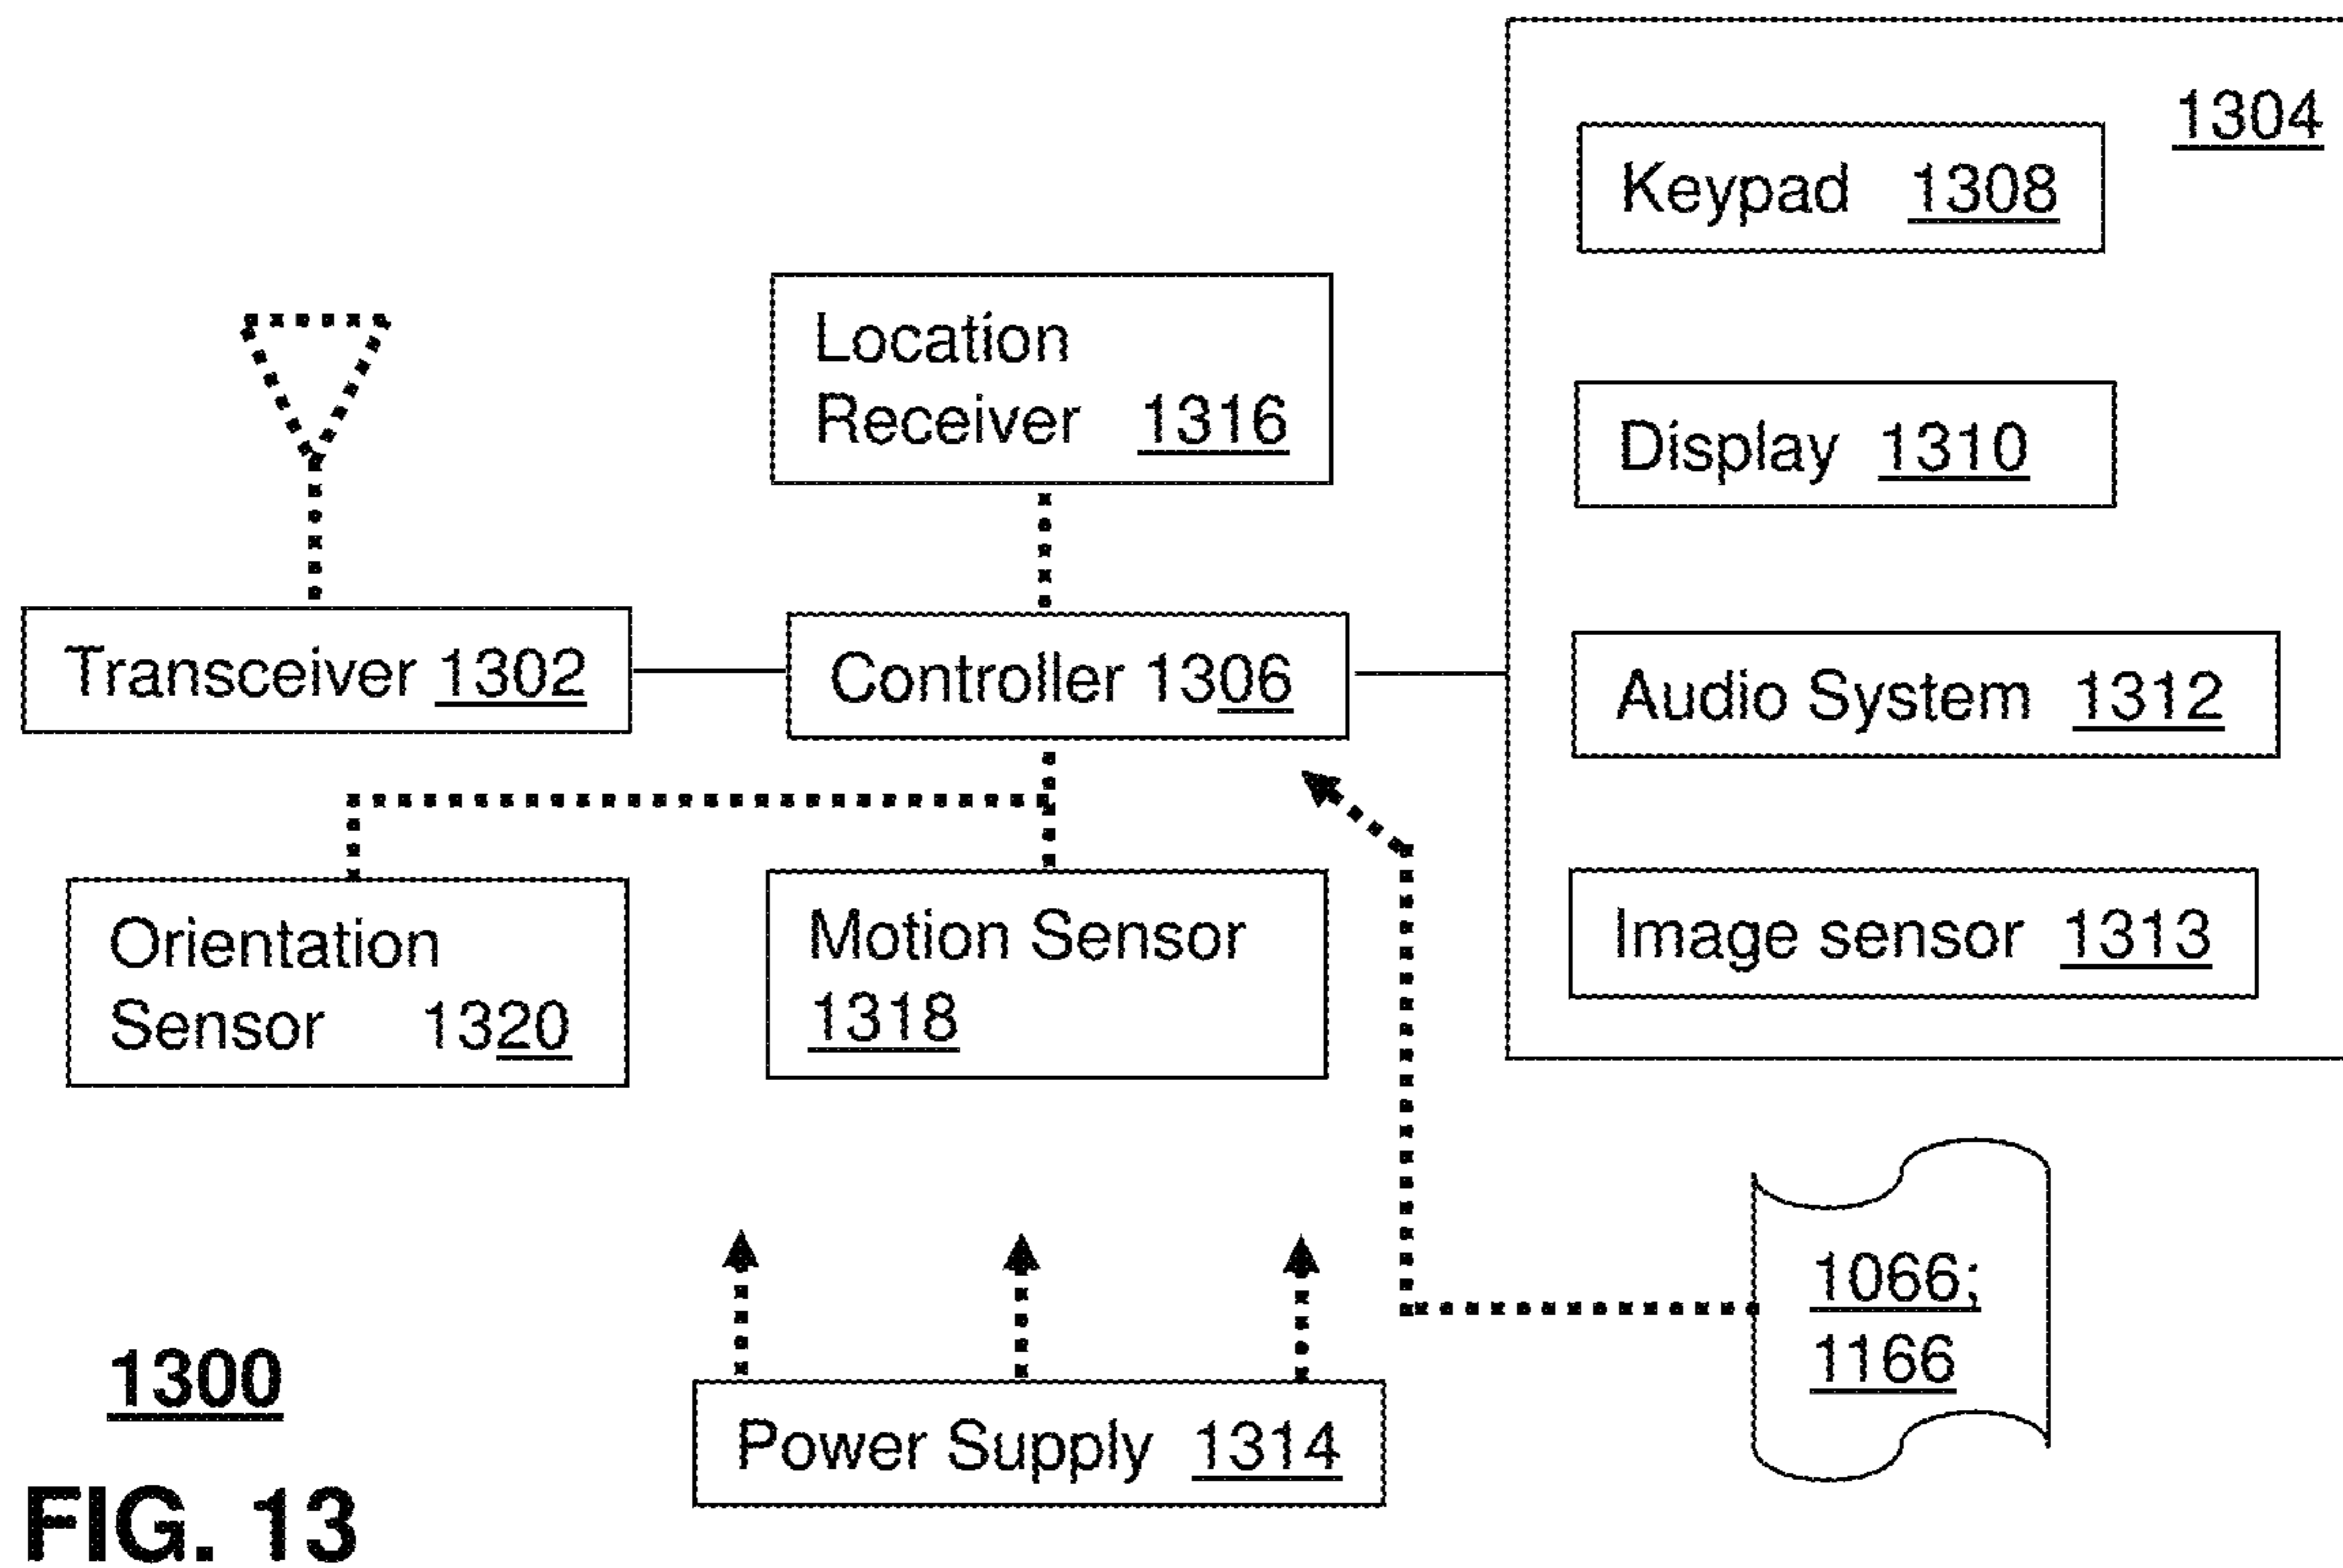 1304
Keypad 1308
Location
Receiver 1316
Display 1310
Transceiver 1302
Controller 1306
Audio System 1312
Orientation
Sensor 1320
Motion Sensor
1318
Image sensor 1313
1066;
1166
Power Supply 1314
1300
FIG. 13